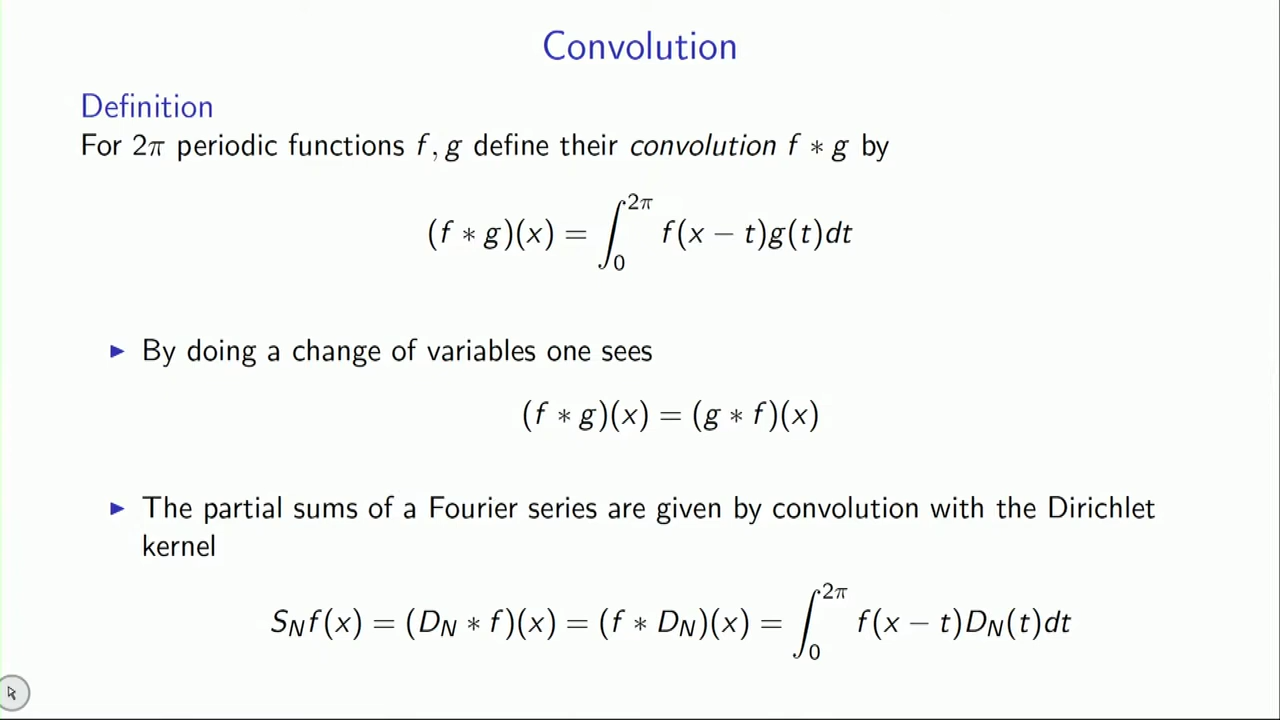 Convolution
Definition
For 2π periodic functions f, g define their convolution f ∗ g by
(f ∗ g)(x) = ∫₀^{2π} f(x − t)g(t)dt
▶ By doing a change of variables one sees
(f ∗ g)(x) = (g ∗ f)(x)
▶ The partial sums of a Fourier series are given by convolution with the Dirichlet
kernel
S_N f(x) = (D_N ∗ f)(x) = (f ∗ D_N)(x) = ∫₀^{2π} f(x − t)D_N(t)dt